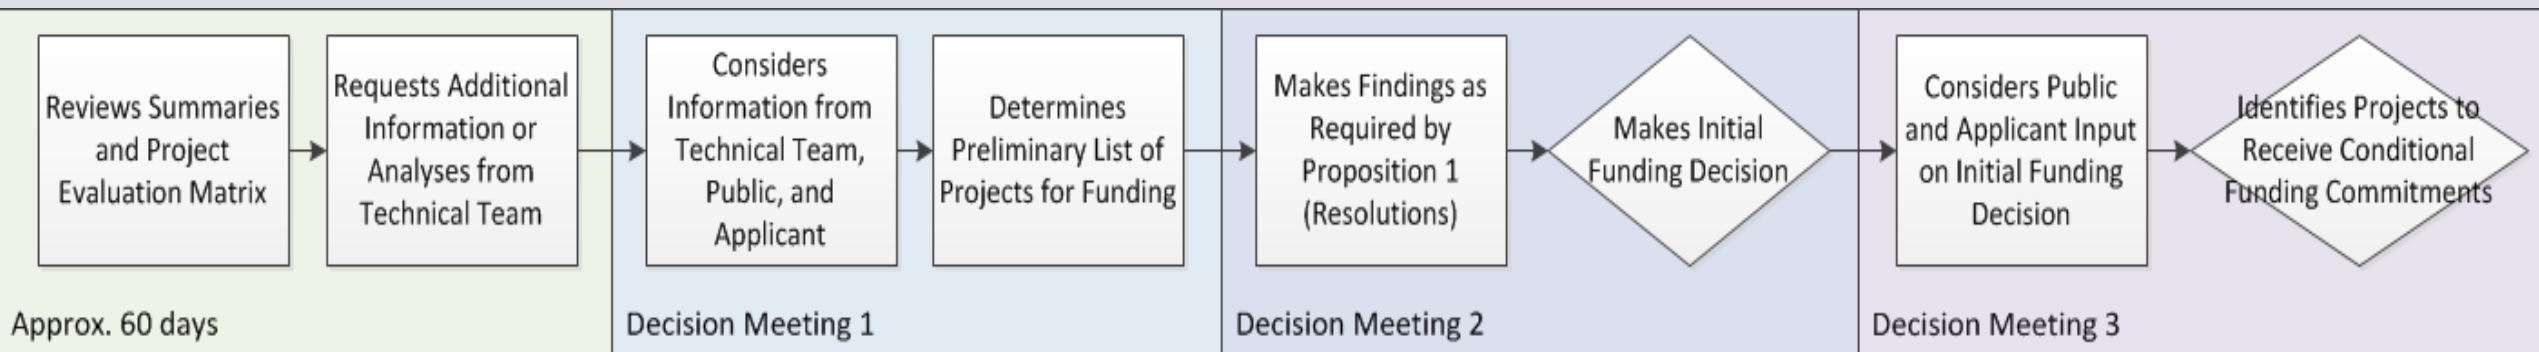 Reviews Summaries
and Project
Evaluation Matrix
Requests Additional
Information or
Analyses from
Technical Team
Approx. 60 days
Considers
Information from
Technical Team,
Public, and
Applicant
Determines
Preliminary List of
Projects for Funding
Decision Meeting 1
Makes Findings as
Required by
Proposition 1
(Resolutions)
Makes Initial
Funding Decision
Decision Meeting 2
Considers Public
and Applicant Input
on Initial Funding
Decision
Identifies Projects to
Receive Conditional
Funding Commitments
Decision Meeting 3